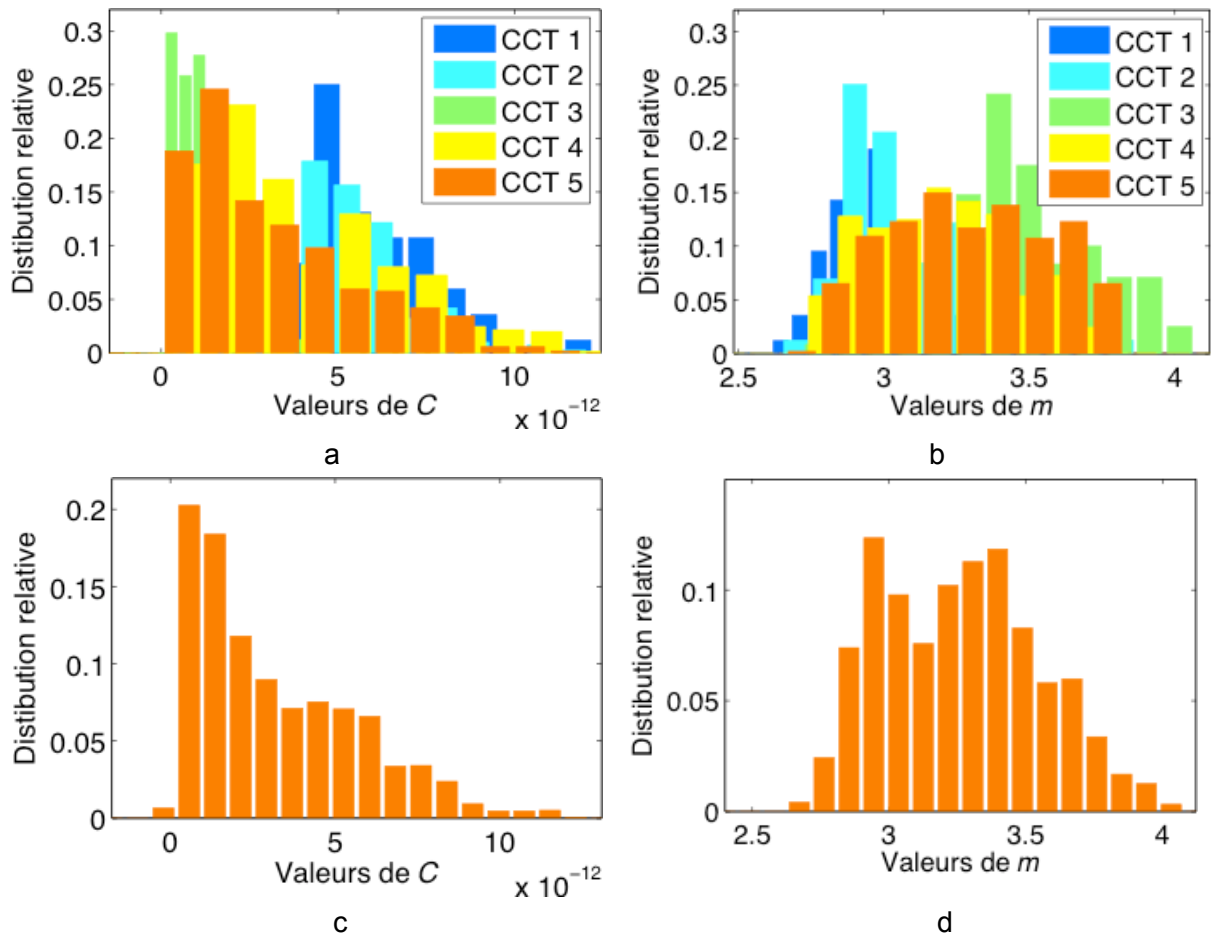 0.3
0.25
0.2
0.15
0.1
0.05
0
Distibution relative
CCT 1
CCT 2
CCT 3
CCT 4
CCT 5
0
5
10
Valeurs de C
x 10⁻¹²
a
0.3
0.25
0.2
0.15
0.1
0.05
0
Distibution relative
CCT 1
CCT 2
CCT 3
CCT 4
CCT 5
2.5
3
3.5
4
Valeurs de m
b
0.2
0.15
0.1
0.05
0
Distibution relative
0
5
10
Valeurs de C
x 10⁻¹²
c
0.1
0.05
0
Distibution relative
2.5
3
3.5
4
Valeurs de m
d